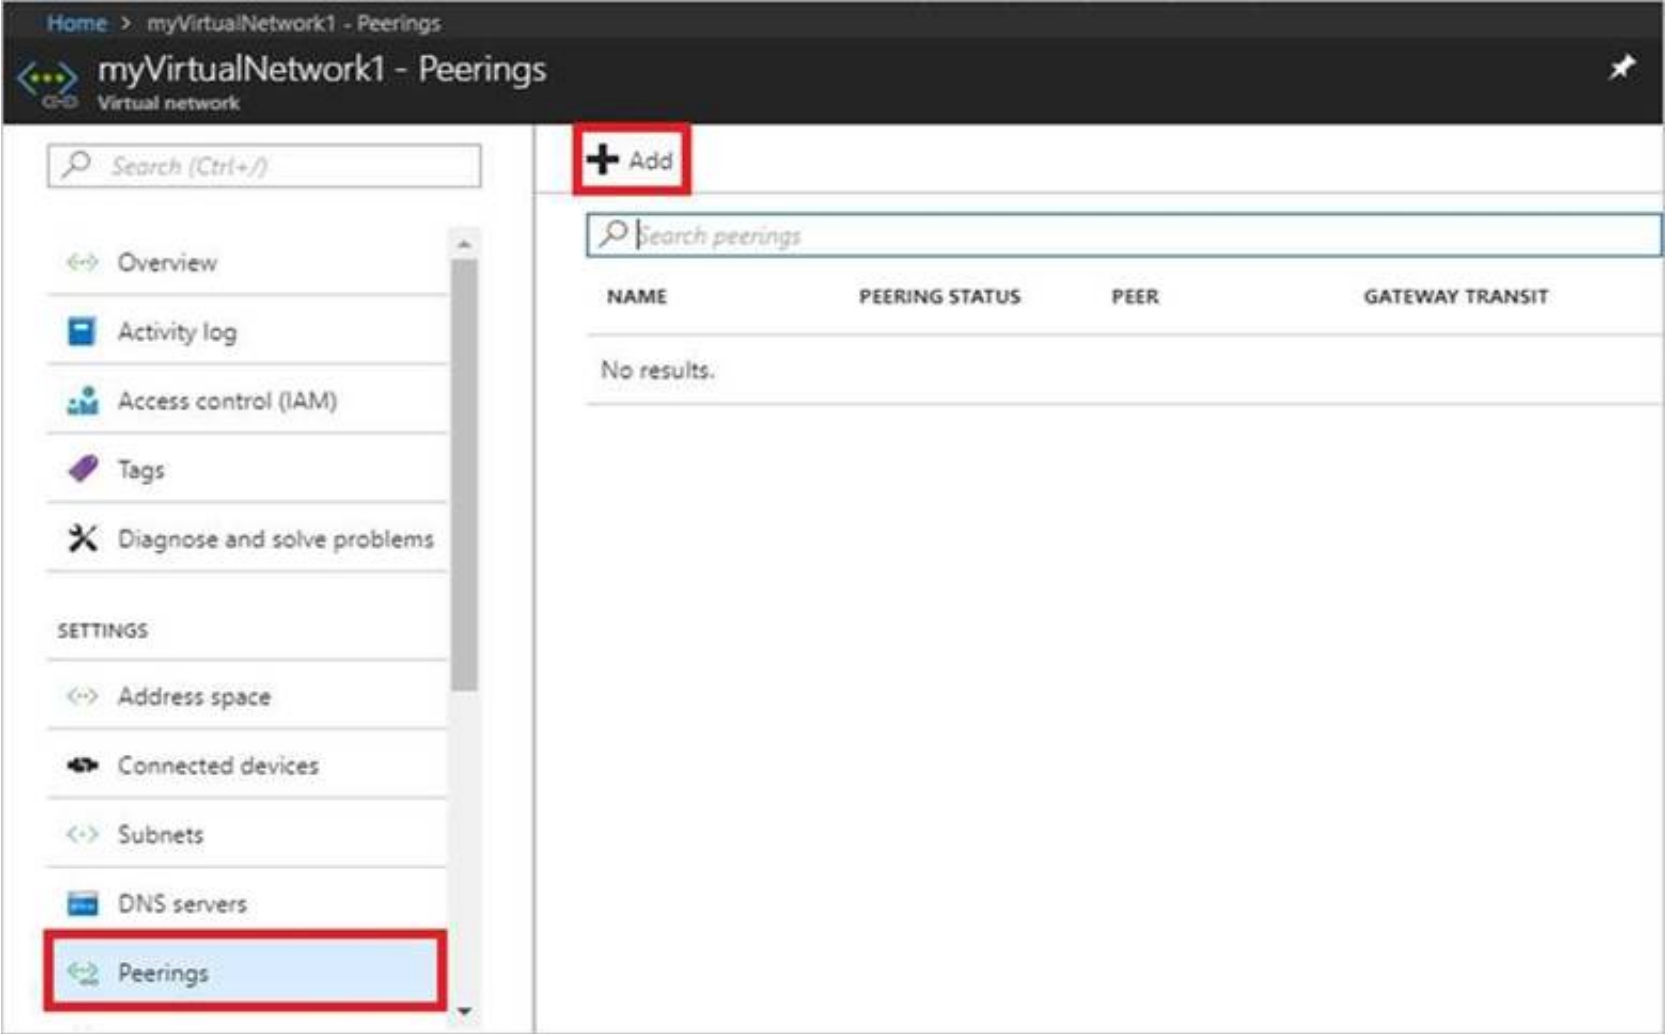 Home > myVirtualNetwork1 - Peerings
myVirtualNetwork1 - Peerings
Virtual network
Search (Ctrl+/)
Overview
Activity log
Access control (IAM)
Tags
Diagnose and solve problems
SETTINGS
Address space
Connected devices
Subnets
DNS servers
Peerings
Add
Search peerings
NAME PEERING STATUS PEER GATEWAY TRANSIT
No results.